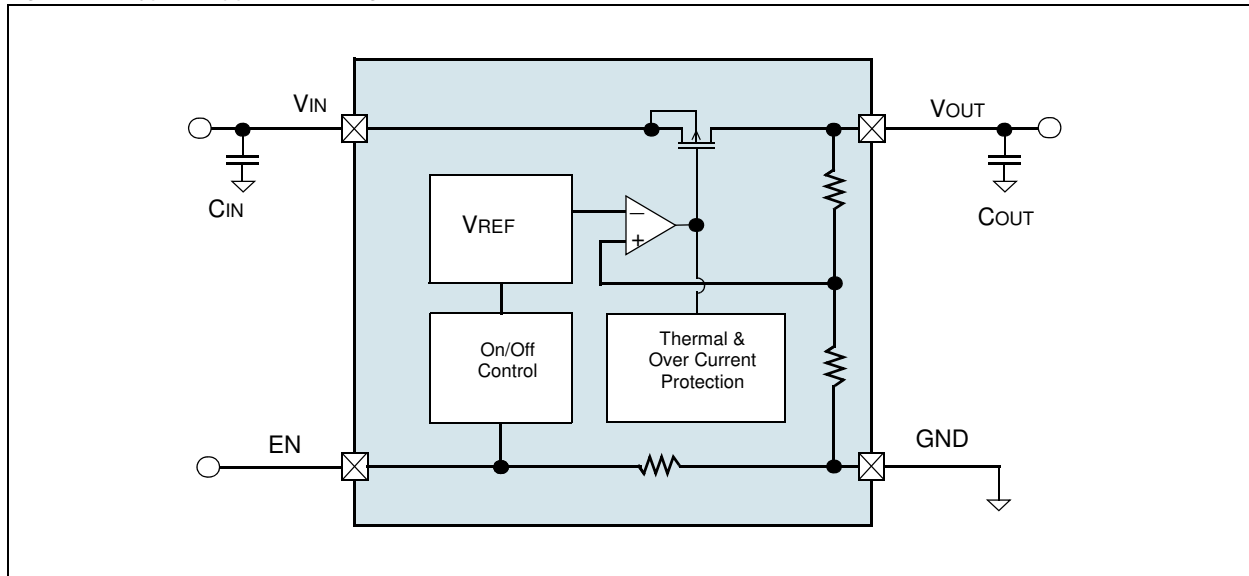 VIN
VOUT
CIN
COUT
VREF
−
+
On/Off
Control
Thermal &
Over Current
Protection
EN
GND